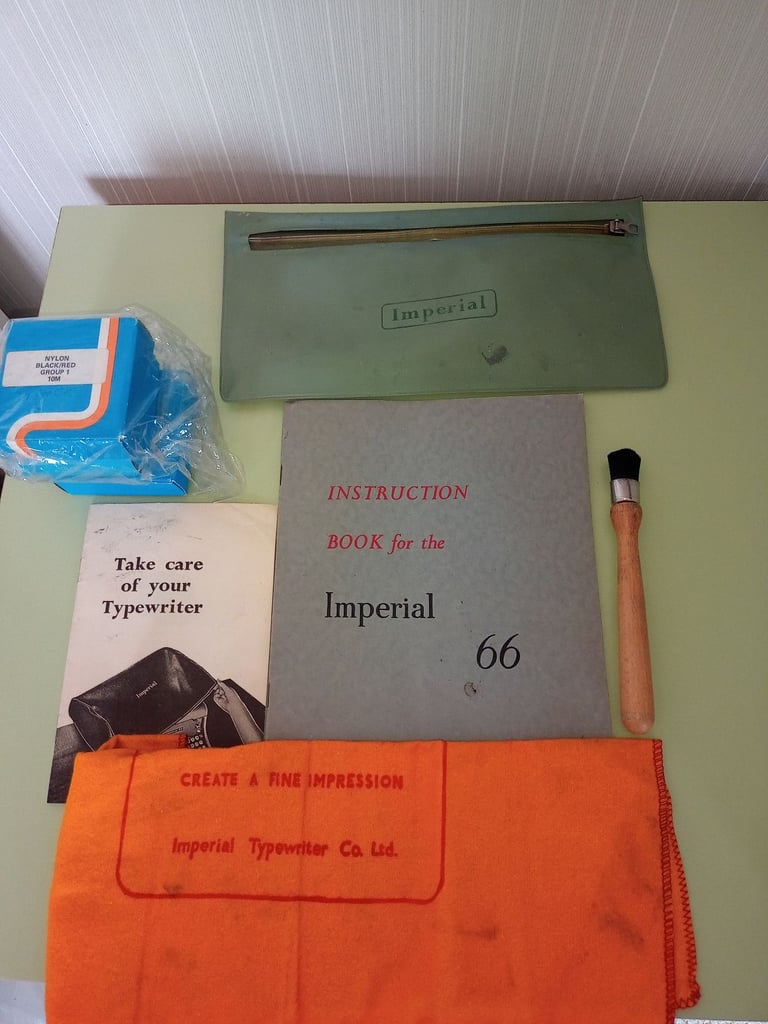 Imperial
NYLON
BLACK/RED
GROUP 1
10M
INSTRUCTION
BOOK for the
Imperial
66
Take care
of your
Typewriter
Imperial
CREATE A FINE IMPRESSION
Imperial Typewriter Co. Ltd.